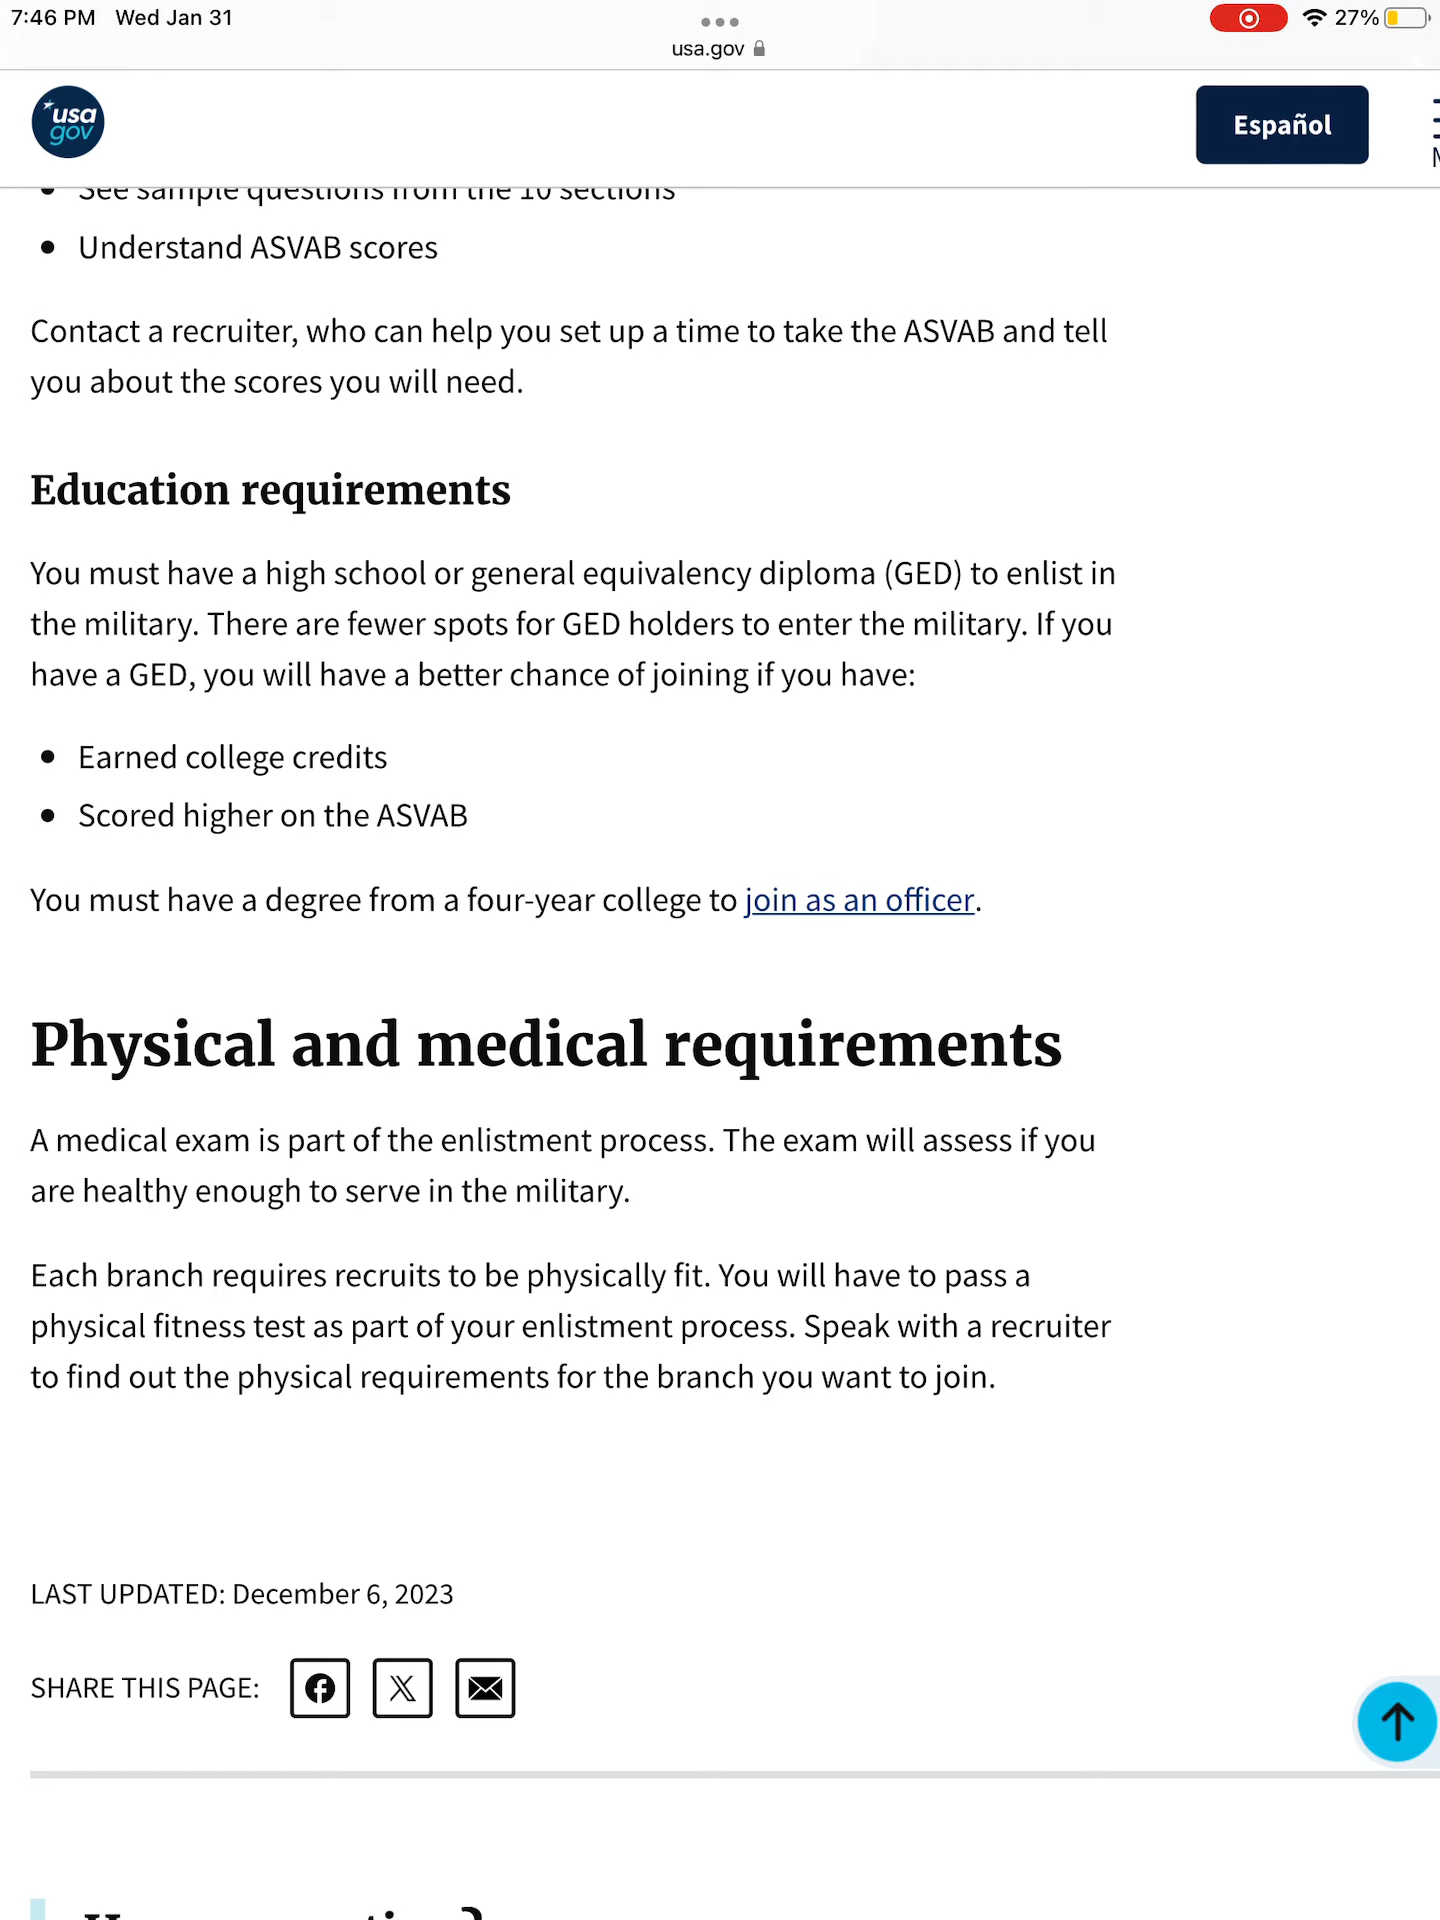 7:46 PM Wed Jan 31
27%
usa.gov
usa
gov
Español
See sample questions from the 10 sections
Understand ASVAB scores
Contact a recruiter, who can help you set up a time to take the ASVAB and tell
you about the scores you will need.
Education requirements
You must have a high school or general equivalency diploma (GED) to enlist in
the military. There are fewer spots for GED holders to enter the military. If you
have a GED, you will have a better chance of joining if you have:
Earned college credits
Scored higher on the ASVAB
You must have a degree from a four-year college to join as an officer.
Physical and medical requirements
A medical exam is part of the enlistment process. The exam will assess if you
are healthy enough to serve in the military.
Each branch requires recruits to be physically fit. You will have to pass a
physical fitness test as part of your enlistment process. Speak with a recruiter
to find out the physical requirements for the branch you want to join.
LAST UPDATED: December 6, 2023
SHARE THIS PAGE: